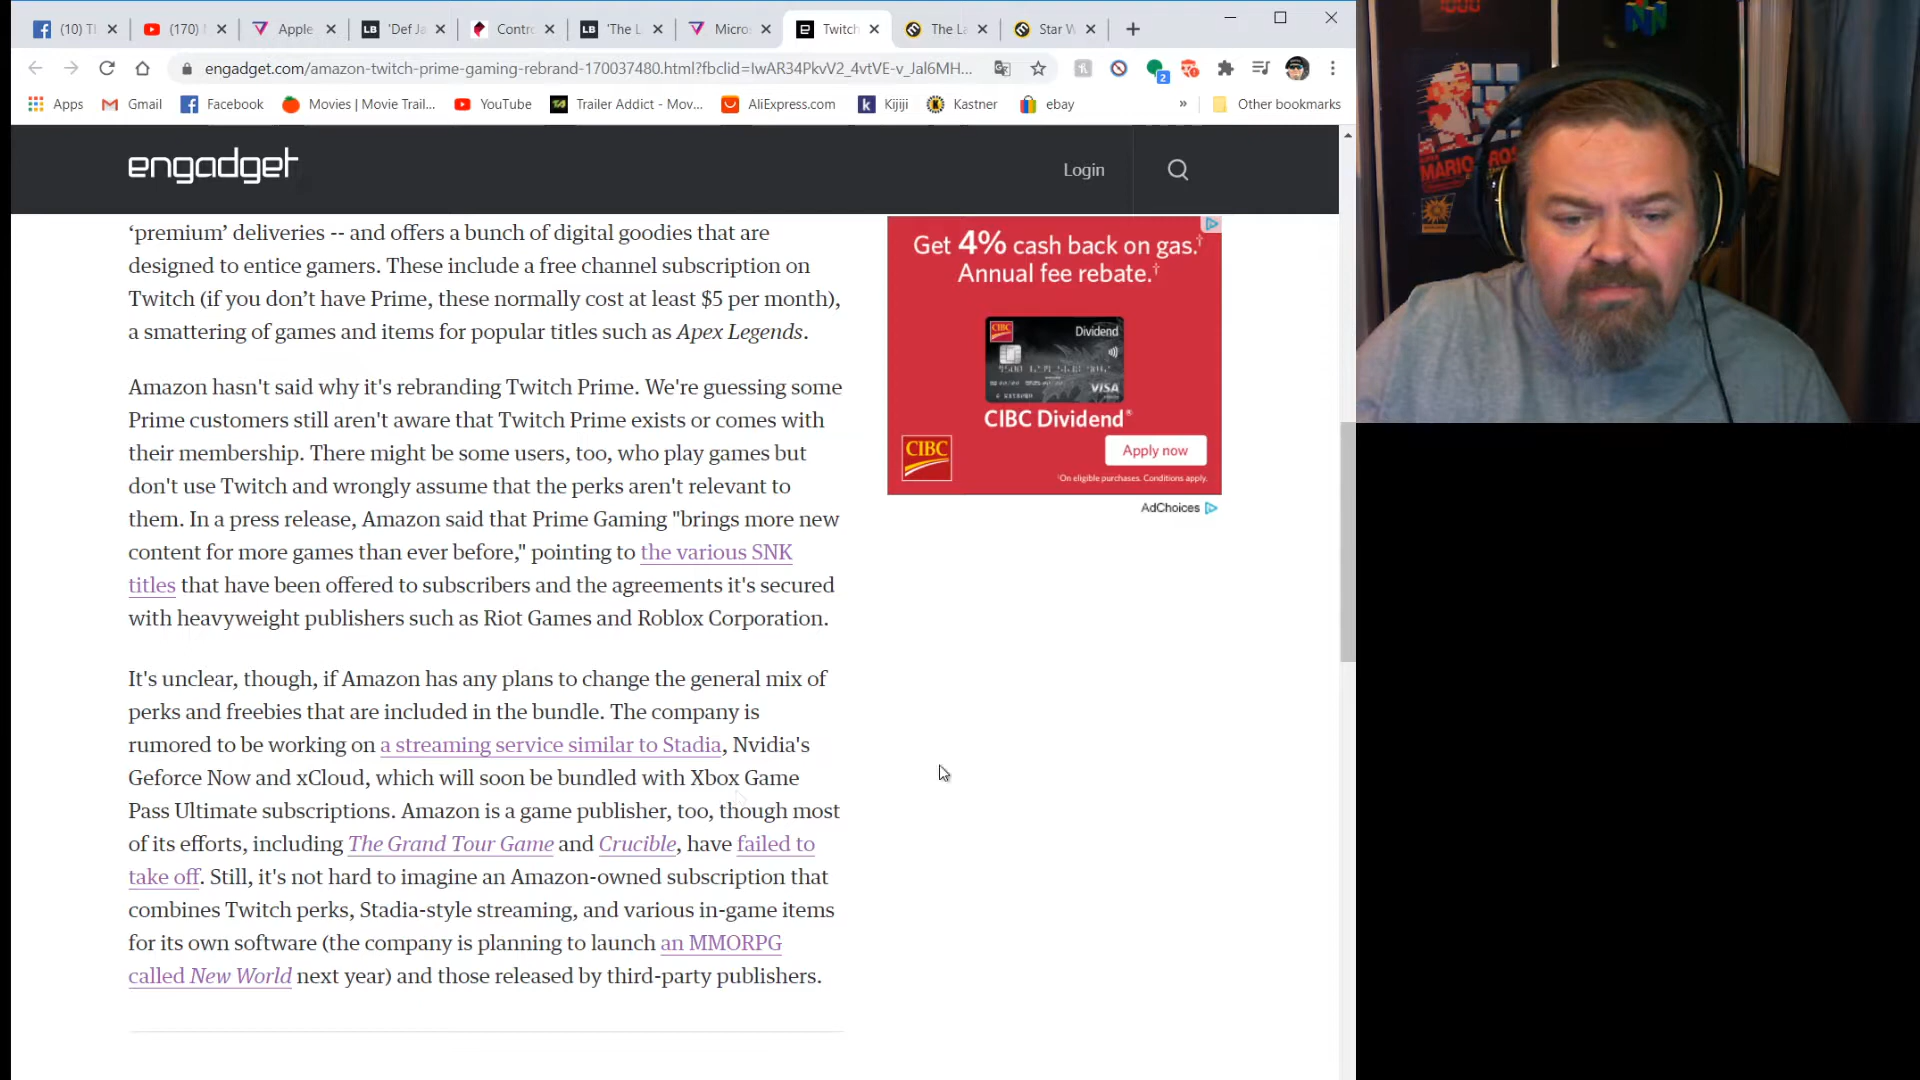 (10) Tl
(170) N
Apple
LB
'Def Ja
Contro
LB
'The L
Micros
Twitch
The La
Star W
engadget.com/amazon-twitch-prime-gaming-rebrand-170037480.html?fbclid=IwAR34PkvV2_4vtVE-v_Jal6MH...
2
Apps
Gmail
Facebook
Movies | Movie Trail...
YouTube
Trailer Addict - Mov...
AliExpress.com
Kijiji
Kastner
ebay
»
Other bookmarks
engadget
Login
‘premium’ deliveries -- and offers a bunch of digital goodies that are
designed to entice gamers. These include a free channel subscription on
Twitch (if you don’t have Prime, these normally cost at least $5 per month),
a smattering of games and items for popular titles such as Apex Legends.
Amazon hasn't said why it's rebranding Twitch Prime. We're guessing some
Prime customers still aren't aware that Twitch Prime exists or comes with
their membership. There might be some users, too, who play games but
don't use Twitch and wrongly assume that the perks aren't relevant to
them. In a press release, Amazon said that Prime Gaming "brings more new
content for more games than ever before," pointing to the various SNK
titles that have been offered to subscribers and the agreements it's secured
with heavyweight publishers such as Riot Games and Roblox Corporation.
It's unclear, though, if Amazon has any plans to change the general mix of
perks and freebies that are included in the bundle. The company is
rumored to be working on a streaming service similar to Stadia, Nvidia's
Geforce Now and xCloud, which will soon be bundled with Xbox Game
Pass Ultimate subscriptions. Amazon is a game publisher, too, though most
of its efforts, including The Grand Tour Game and Crucible, have failed to
take off. Still, it's not hard to imagine an Amazon-owned subscription that
combines Twitch perks, Stadia-style streaming, and various in-game items
for its own software (the company is planning to launch an MMORPG
called New World next year) and those released by third-party publishers.
Get 4% cash back on gas.†
Annual fee rebate.†
CIBC
Dividend
VISA
CIBC Dividend®
CIBC
Apply now
†On eligible purchases. Conditions apply.
AdChoices
SUPER
MARIO